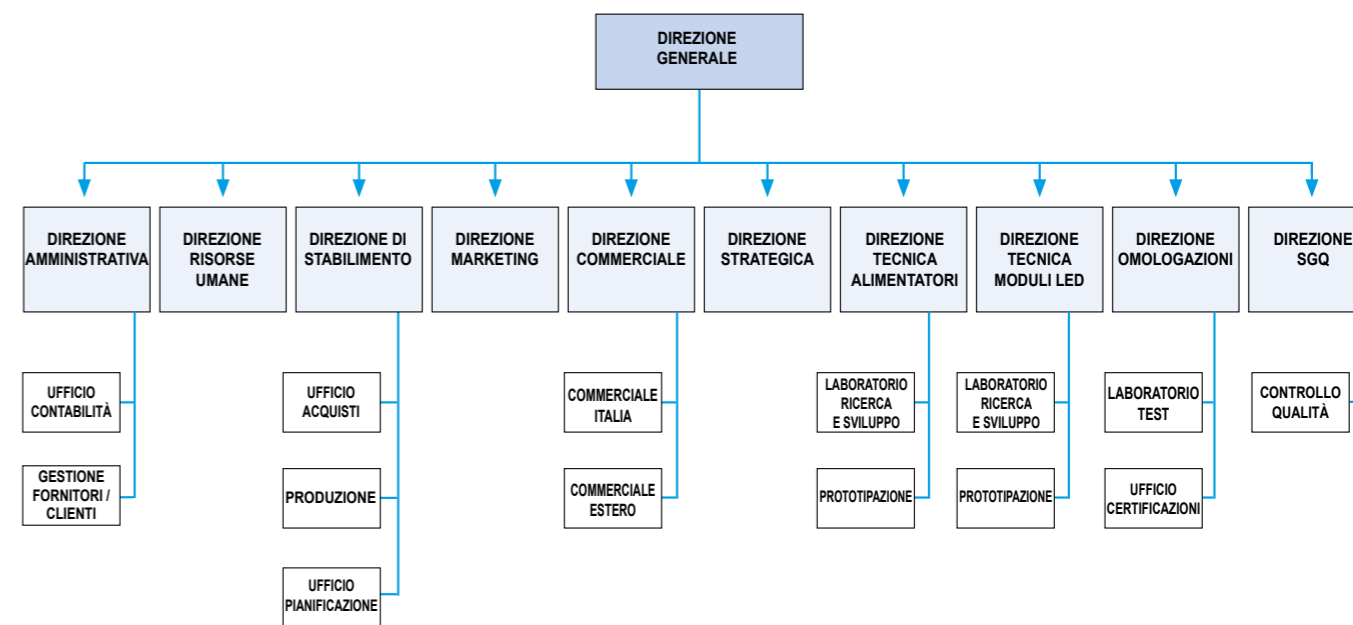 DIREZIONE
GENERALE
DIREZIONE
AMMINISTRATIVA
DIREZIONE
RISORSE
UMANE
DIREZIONE DI
STABILIMENTO
DIREZIONE
MARKETING
DIREZIONE
COMMERCIALE
DIREZIONE
STRATEGICA
DIREZIONE
TECNICA
ALIMENTATORI
DIREZIONE
TECNICA
MODULI LED
DIREZIONE
OMOLOGAZIONI
DIREZIONE
SGQ
UFFICIO
CONTABILITÀ
UFFICIO
ACQUISTI
COMMERCIALE
ITALIA
LABORATORIO
RICERCA
E SVILUPPO
LABORATORIO
RICERCA
E SVILUPPO
LABORATORIO
TEST
CONTROLLO
QUALITÀ
GESTIONE
FORNITORI /
CLIENTI
PRODUZIONE
COMMERCIALE
ESTERO
PROTOTIPAZIONE
PROTOTIPAZIONE
UFFICIO
CERTIFICAZIONI
UFFICIO
PIANIFICAZIONE